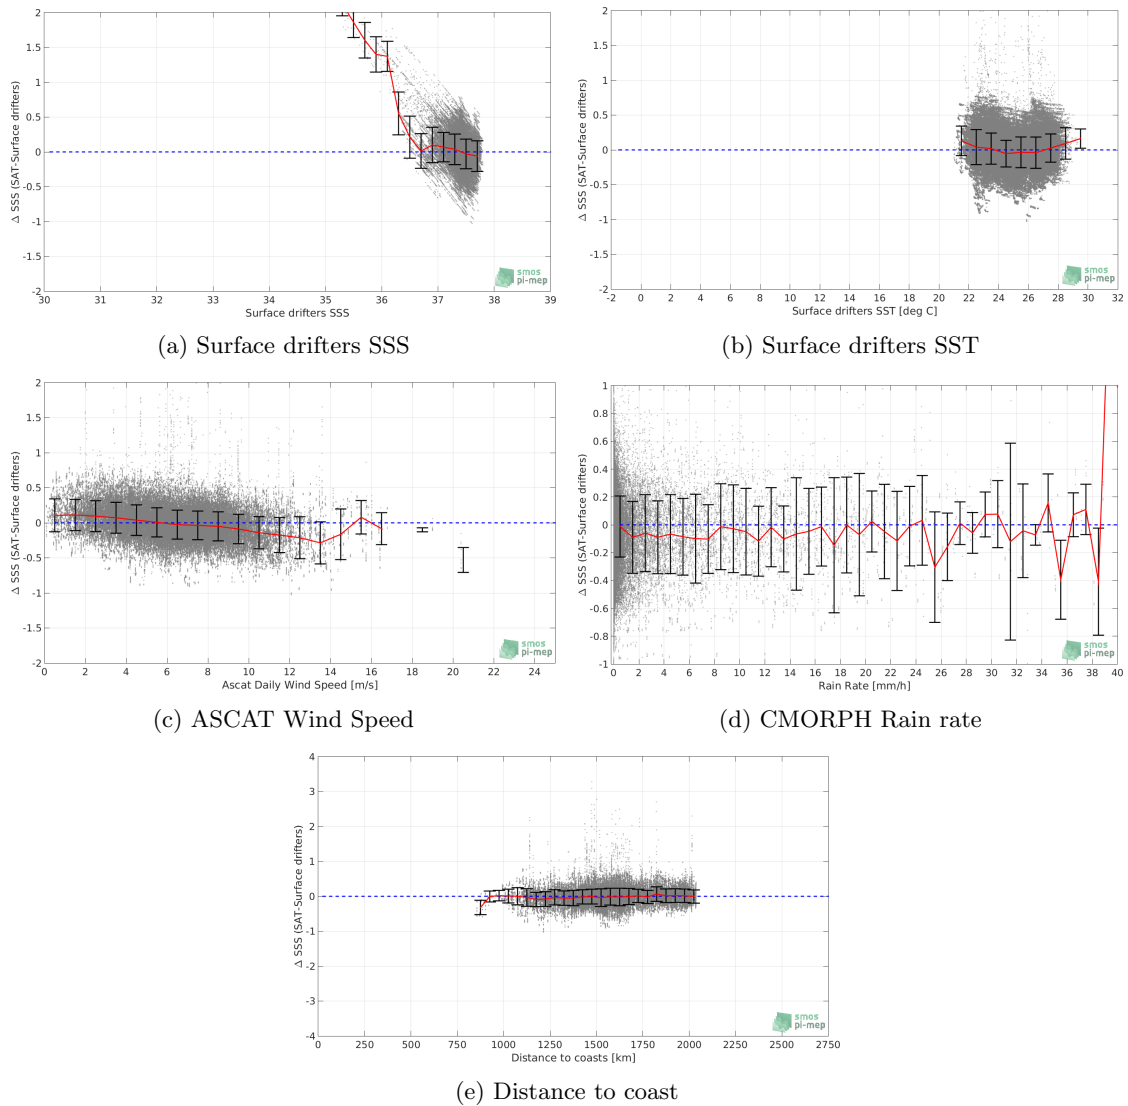 2
1.5
1
0.5
0
-0.5
-1
-1.5
-2
Δ SSS (SAT-Surface drifters)
30 31 32 33 34 35 36 37 38 39
Surface drifters SSS
smos
pi-mep
(a) Surface drifters SSS
2
1.5
1
0.5
0
-0.5
-1
-1.5
-2
Δ SSS (SAT-Surface drifters)
-2 0 2 4 6 8 10 12 14 16 18 20 22 24 26 28 30 32
Surface drifters SST [deg C]
smos
pi-mep
(b) Surface drifters SST
2
1.5
1
0.5
0
-0.5
-1
-1.5
-2
Δ SSS (SAT-Surface drifters)
0 2 4 6 8 10 12 14 16 18 20 22 24
Ascat Daily Wind Speed [m/s]
smos
pi-mep
(c) ASCAT Wind Speed
1
0.8
0.6
0.4
0.2
0
-0.2
-0.4
-0.6
-0.8
-1
Δ SSS (SAT-Surface drifters)
0 2 4 6 8 10 12 14 16 18 20 22 24 26 28 30 32 34 36 38 40
Rain Rate [mm/h]
smos
pi-mep
(d) CMORPH Rain rate
4
3
2
1
0
-1
-2
-3
-4
Δ SSS (SAT-Surface drifters)
0 250 500 750 1000 1250 1500 1750 2000 2250 2500 2750
Distance to coasts [km]
smos
pi-mep
(e) Distance to coast